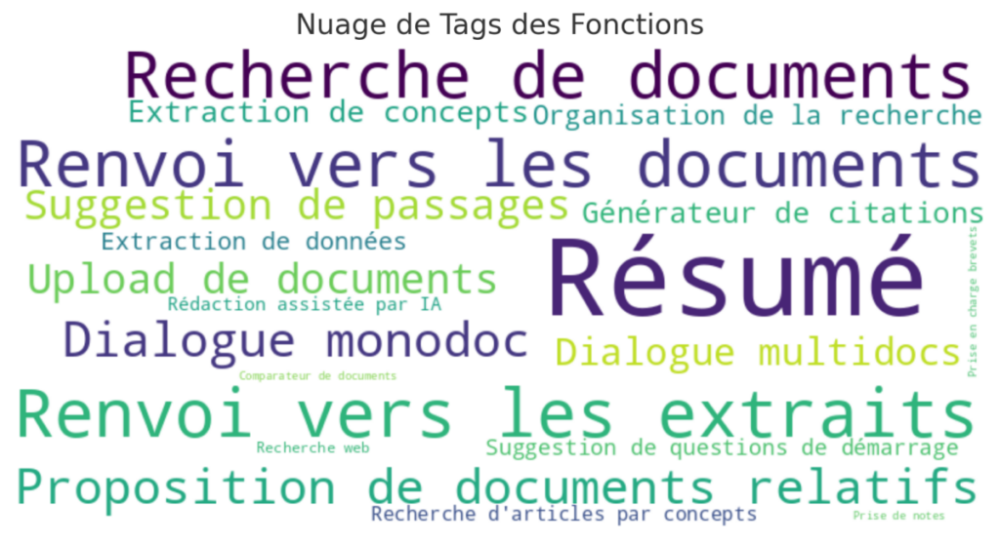 Nuage de Tags des Fonctions
Recherche de documents
Extraction de concepts
Organisation de la recherche
Renvoi vers les documents
Suggestion de passages
Générateur de citations
Extraction de données
Résumé
Prise en charge brevets
Upload de documents
Rédaction assistée par IA
Dialogue monodoc
Dialogue multidocs
Comparateur de documents
Renvoi vers les extraits
Recherche web
Suggestion de questions de démarrage
Proposition de documents relatifs
Recherche d'articles par concepts
Prise de notes